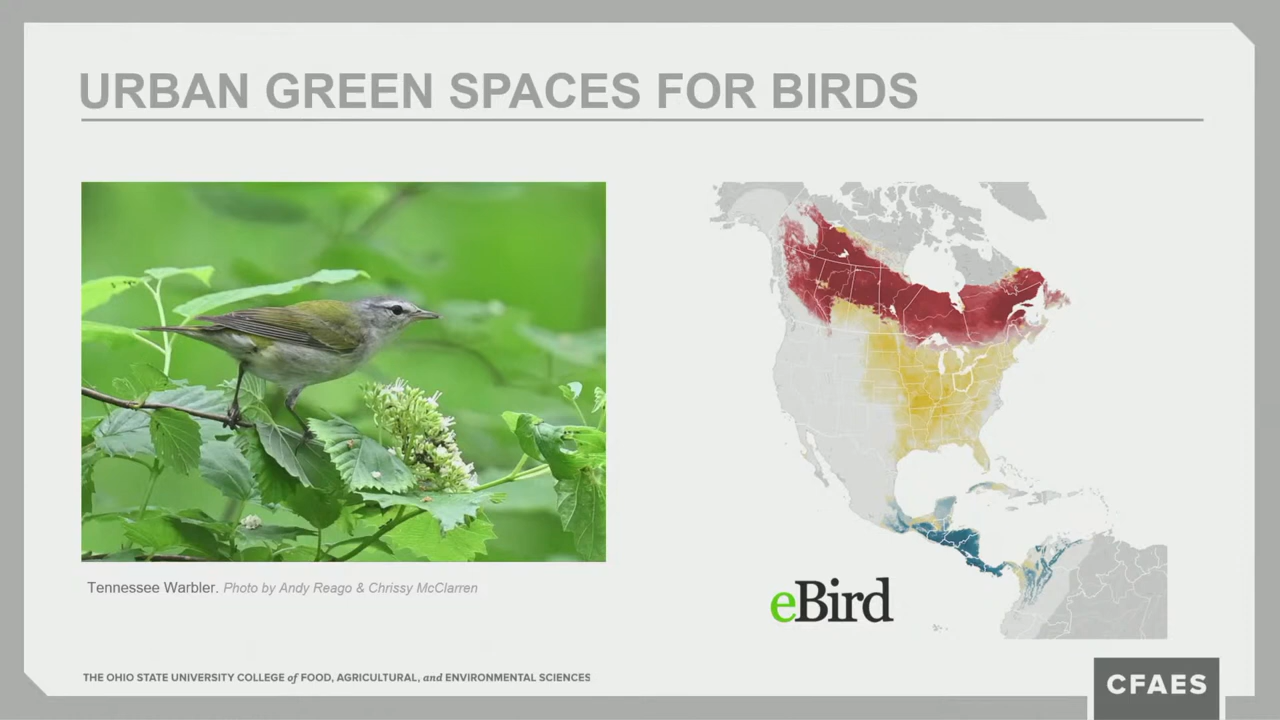 URBAN GREEN SPACES FOR BIRDS
Tennessee Warbler. Photo by Andy Reago & Chrissy McClarren
eBird
THE OHIO STATE UNIVERSITY COLLEGE of FOOD, AGRICULTURAL, and ENVIRONMENTAL SCIENCES
CFAES